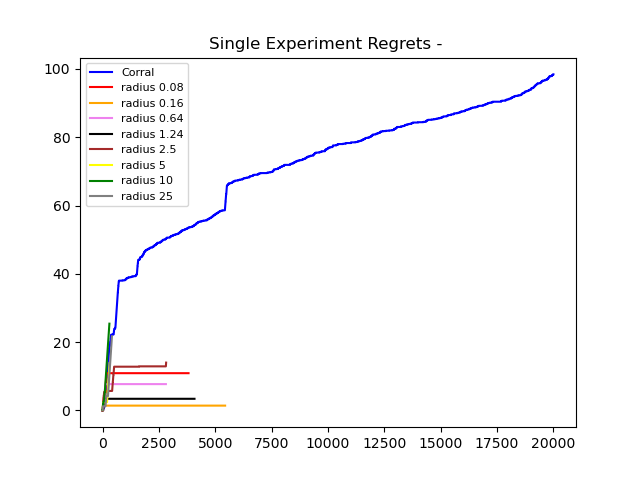 Single Experiment Regrets -
100
80
60
40
20
0
Corral
radius 0.08
radius 0.16
radius 0.64
radius 1.24
radius 2.5
radius 5
radius 10
radius 25
0 2500 5000 7500 10000 12500 15000 17500 20000